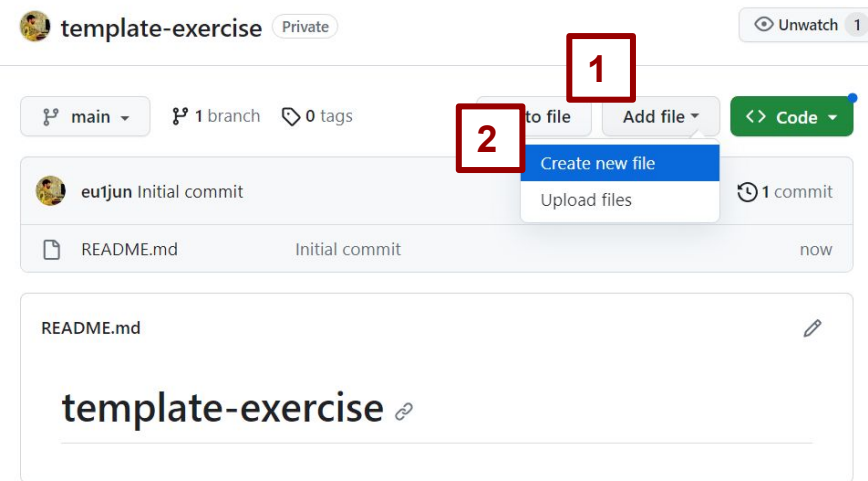 template-exercise Private Unwatch 1
1
main 1 branch 0 tags to file Add file Code
2
Create new file
eu1jun Initial commit 1 commit
Upload files
README.md Initial commit now
README.md
template-exercise